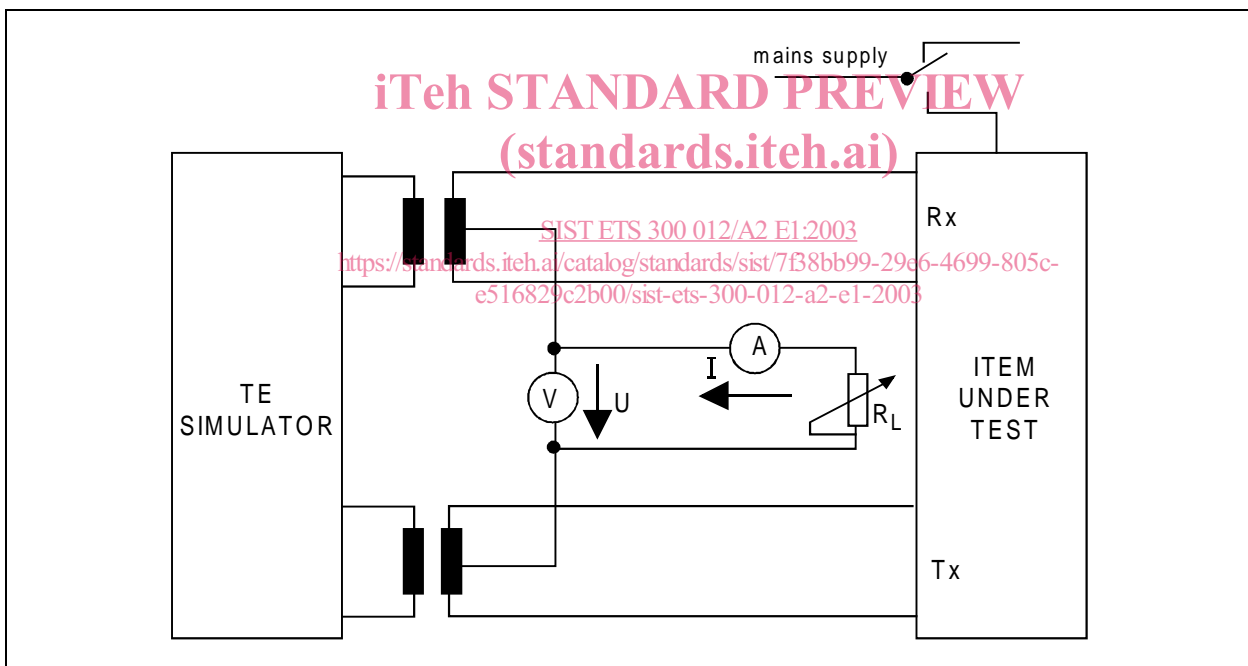 mains supply
iTeh STANDARD PREVIEW
(standards.iteh.ai)
Rx
SIST ETS 300 012/A2 E1:2003
https://standards.iteh.ai/catalog/standards/sist/7f38bb99-29e6-4699-805c-
e516829c2b00/sist-ets-300-012-a2-e1-2003
A
I
V
U
RL
TE
SIMULATOR
ITEM
UNDER
TEST
Tx